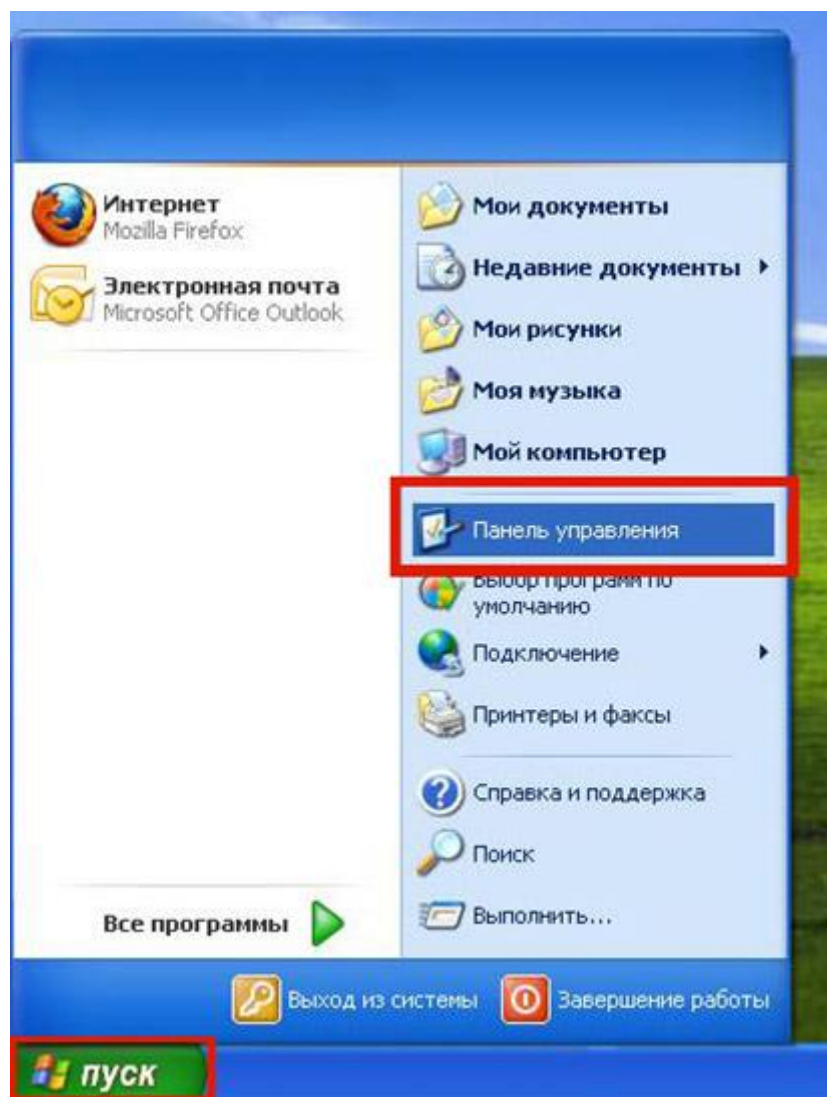 Интернет
Mozilla Firefox
Электронная почта
Microsoft Office Outlook
Все программы
Мои документы
Недавние документы
Мои рисунки
Моя музыка
Мой компьютер
Панель управления
Выбор программ по
умолчанию
Подключение
Принтеры и факсы
Справка и поддержка
Поиск
Выполнить...
Выход из системы
Завершение работы
пуск